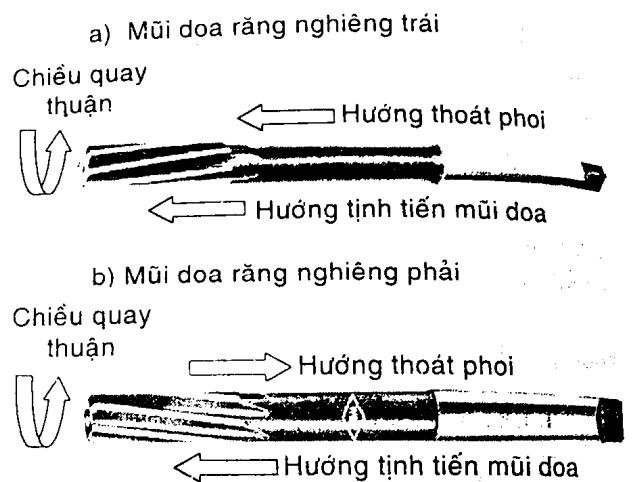 a) Mũi doa răng nghiêng trái
Chiều quay
thuận
Hướng thoát phoi
Hướng tịnh tiến mũi doa
b) Mũi doa răng nghiêng phải
Chiều quay
thuận
Hướng thoát phoi
Hướng tịnh tiến mũi doa